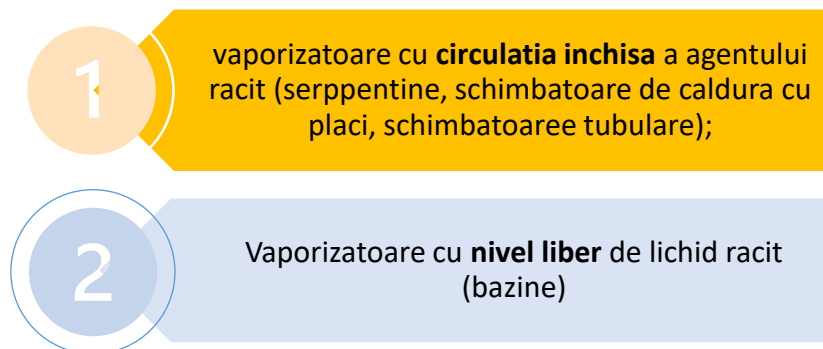 1
vaporizatoare cu circulatia inchisa a agentului
racit (serppentine, schimbatoare de caldura cu
placi, schimbatoaree tubulare);
2
Vaporizatoare cu nivel liber de lichid racit
(bazine)